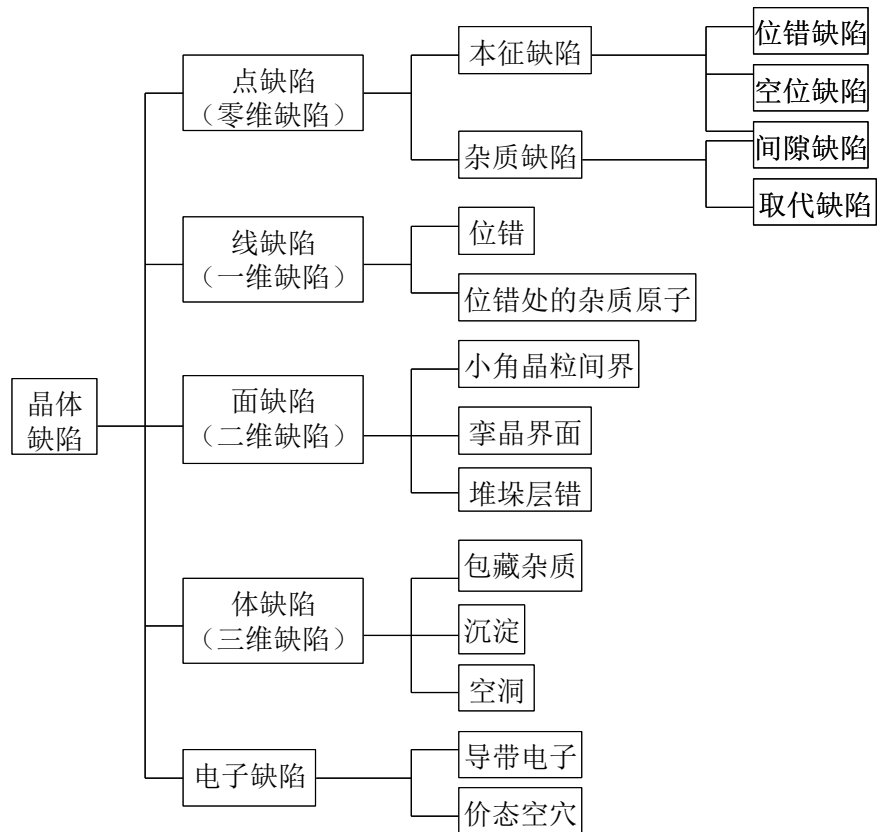 晶体
缺陷
点缺陷
（零维缺陷）
本征缺陷
位错缺陷
空位缺陷
间隙缺陷
杂质缺陷
取代缺陷
线缺陷
（一维缺陷）
位错
位错处的杂质原子
面缺陷
（二维缺陷）
小角晶粒间界
孪晶界面
堆垛层错
体缺陷
（三维缺陷）
包藏杂质
沉淀
空洞
电子缺陷
导带电子
价态空穴